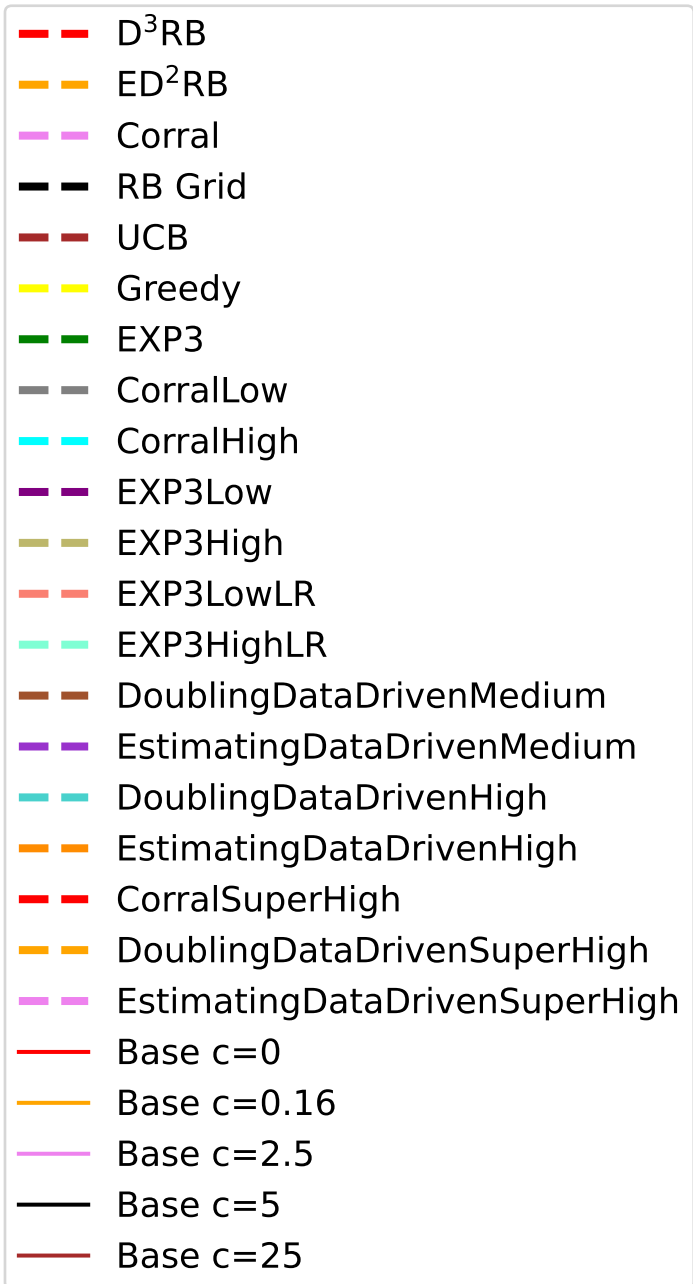 D³RB
ED²RB
Corral
RB Grid
UCB
Greedy
EXP3
CorralLow
CorralHigh
EXP3Low
EXP3High
EXP3LowLR
EXP3HighLR
DoublingDataDrivenMedium
EstimatingDataDrivenMedium
DoublingDataDrivenHigh
EstimatingDataDrivenHigh
CorralSuperHigh
DoublingDataDrivenSuperHigh
EstimatingDataDrivenSuperHigh
Base c=0
Base c=0.16
Base c=2.5
Base c=5
Base c=25